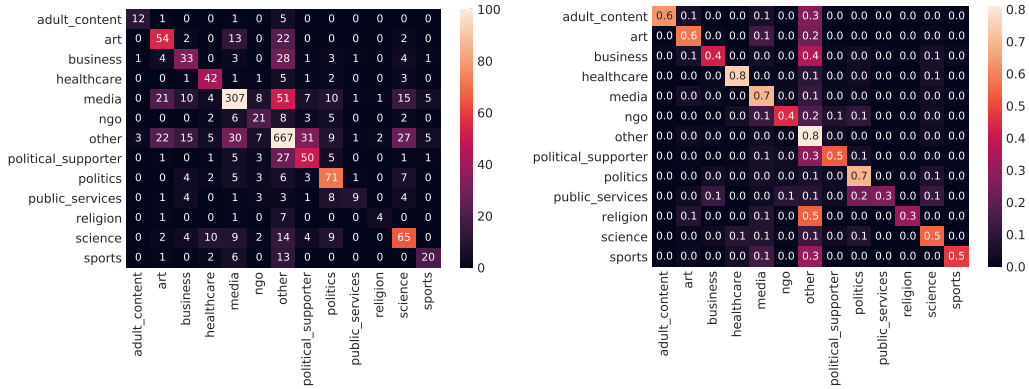 adult_content 12 1 0 0 0 0 5 0 0 0 0 0 0
art 0 54 2 0 13 0 22 0 0 0 0 2 0
business 1 4 33 0 3 0 28 1 3 1 0 4 1
healthcare 0 0 1 42 1 1 5 1 2 0 0 3 0
media 0 21 10 4 307 8 51 7 10 1 1 15 5
ngo 0 0 0 2 6 21 8 3 5 0 0 2 0
other 3 22 15 5 30 7 667 31 9 1 2 27 5
political_supporter 0 1 0 1 5 3 27 50 5 0 0 1 1
politics 0 0 4 2 5 3 6 3 71 1 0 7 0
public_services 0 1 4 0 1 3 3 1 8 9 0 4 0
religion 0 1 0 0 1 0 7 0 0 0 4 0 0
science 0 2 4 10 9 2 14 4 9 0 0 65 0
sports 0 1 0 2 6 0 13 0 0 0 0 0 20
adult_content art business healthcare media ngo other political_supporter politics public_services religion science sports
100
80
60
40
20
0
adult_content 0.6 0.1 0.0 0.0 0.0 0.0 0.3 0.0 0.0 0.0 0.0 0.0 0.0
art 0.0 0.6 0.0 0.0 0.1 0.0 0.2 0.0 0.0 0.0 0.0 0.0 0.0
business 0.0 0.1 0.4 0.0 0.0 0.0 0.4 0.0 0.0 0.0 0.0 0.1 0.0
healthcare 0.0 0.0 0.0 0.8 0.0 0.0 0.1 0.0 0.0 0.0 0.0 0.1 0.0
media 0.0 0.0 0.0 0.0 0.7 0.0 0.1 0.0 0.0 0.0 0.0 0.0 0.0
ngo 0.0 0.0 0.0 0.0 0.1 0.4 0.2 0.1 0.1 0.0 0.0 0.0 0.0
other 0.0 0.0 0.0 0.0 0.0 0.0 0.8 0.0 0.0 0.0 0.0 0.0 0.0
political_supporter 0.0 0.0 0.0 0.0 0.1 0.0 0.3 0.5 0.1 0.0 0.0 0.0 0.0
politics 0.0 0.0 0.0 0.0 0.0 0.0 0.1 0.0 0.7 0.0 0.0 0.1 0.0
public_services 0.0 0.0 0.1 0.0 0.0 0.1 0.1 0.0 0.2 0.3 0.0 0.1 0.0
religion 0.0 0.1 0.0 0.0 0.1 0.0 0.5 0.0 0.0 0.0 0.3 0.0 0.0
science 0.0 0.0 0.0 0.1 0.1 0.0 0.1 0.0 0.1 0.0 0.0 0.5 0.0
sports 0.0 0.0 0.0 0.0 0.1 0.0 0.3 0.0 0.0 0.0 0.0 0.0 0.5
adult_content art business healthcare media ngo other political_supporter politics public_services religion science sports
0.8
0.7
0.6
0.5
0.4
0.3
0.2
0.1
0.0